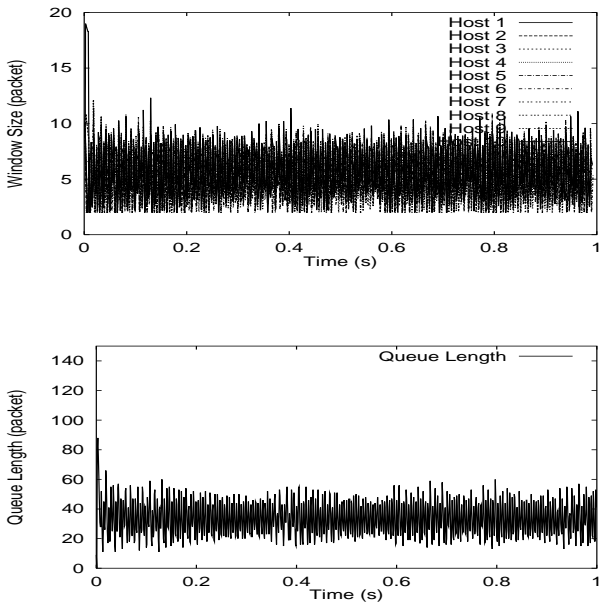 Window Size (packet)
20
15
10
5
0
Host 1
Host 2
Host 3
Host 4
Host 5
Host 6
Host 7
Host 8
Host 9
0
0.2
0.4
0.6
0.8
1
Time (s)
Queue Length (packet)
140
120
100
80
60
40
20
0
Queue Length
0
0.2
0.4
0.6
0.8
1
Time (s)